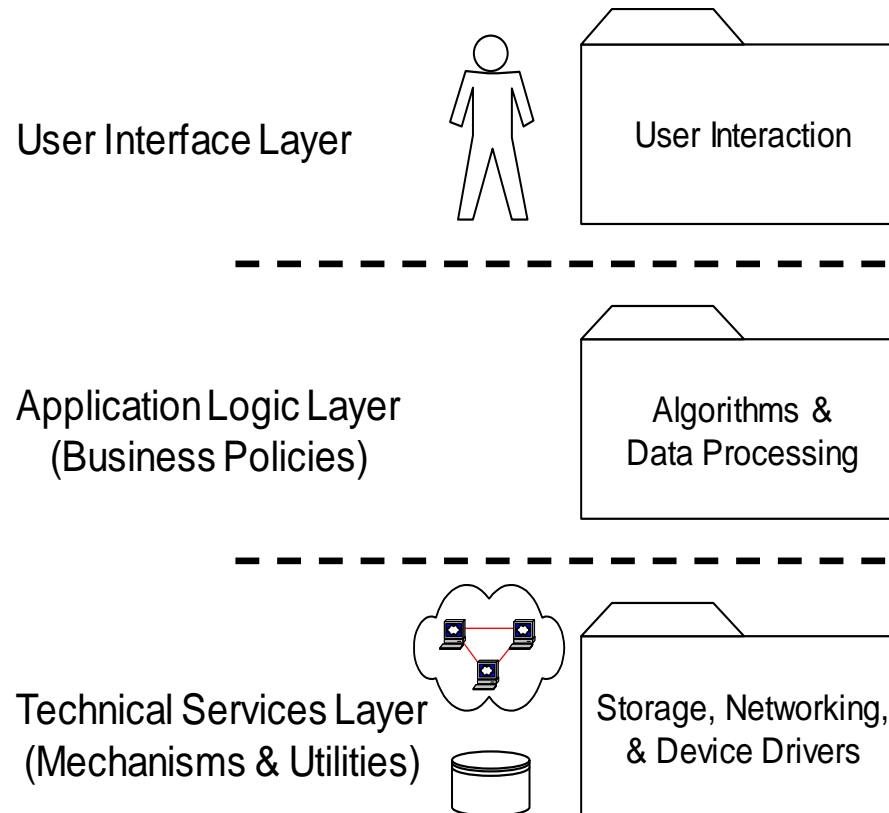 User Interface Layer
User Interaction
Application Logic Layer
(Business Policies)
Algorithms &
Data Processing
Technical Services Layer
(Mechanisms & Utilities)
Storage, Networking,
& Device Drivers